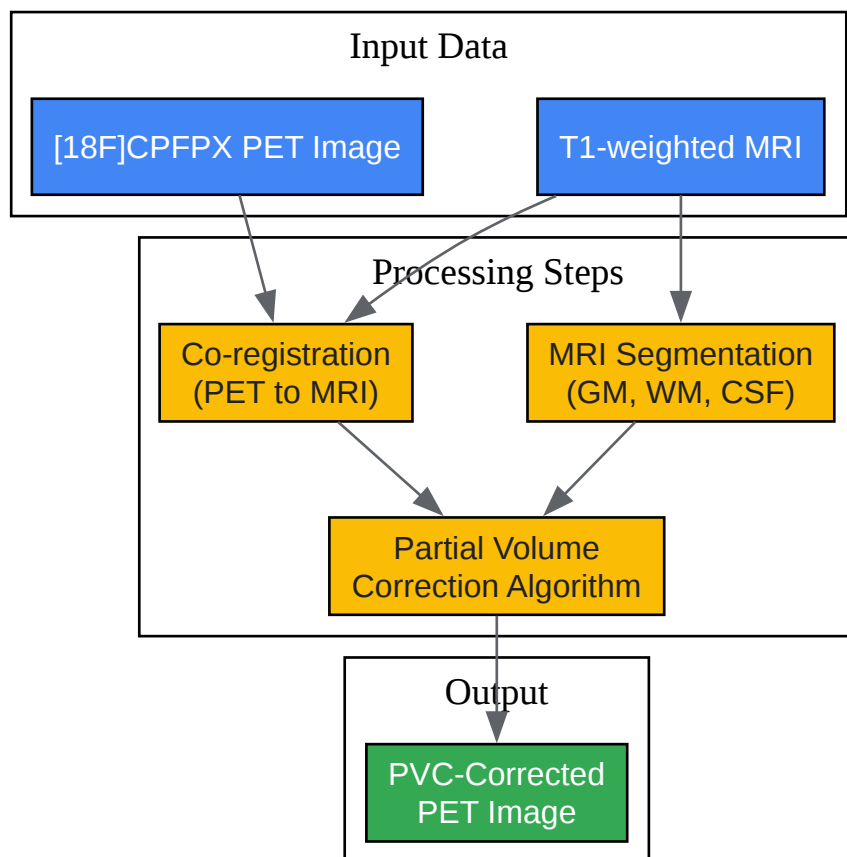 Input Data
[18F]CPFPX PET Image
T1-weighted MRI
Processing Steps
Co-registration
(PET to MRI)
MRI Segmentation
(GM, WM, CSF)
Partial Volume
Correction Algorithm
Output
PVC-Corrected
PET Image